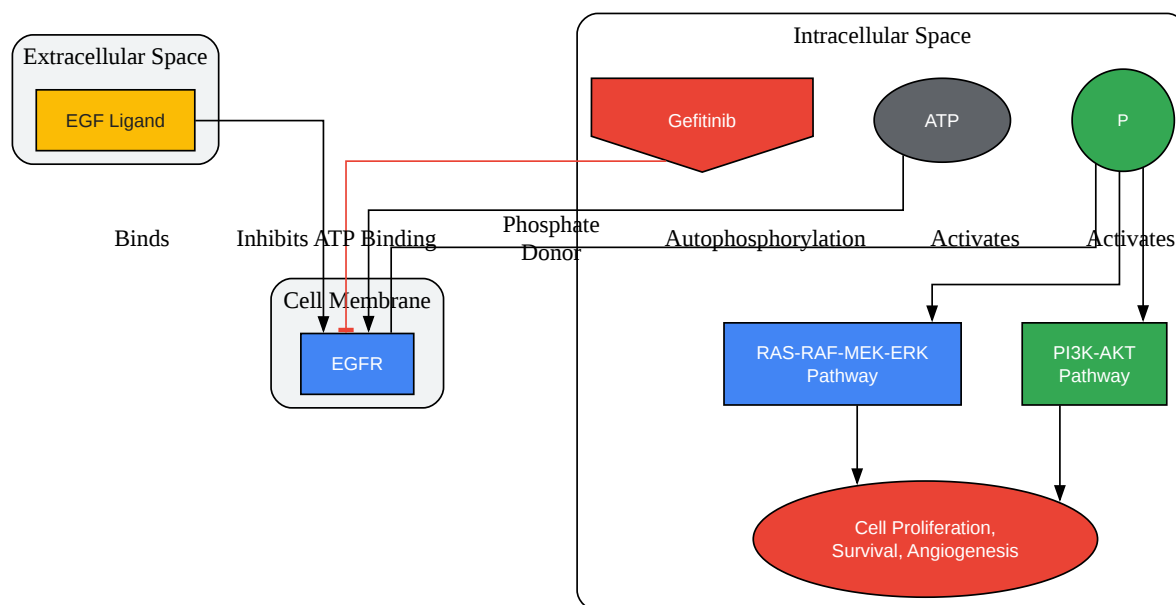 Extracellular Space
Intracellular Space
EGF Ligand
Gefitinib
ATP
P
Binds
Inhibits ATP Binding
Phosphate
Donor
Autophosphorylation
Activates
Activates
Cell Membrane
EGFR
RAS-RAF-MEK-ERK
Pathway
PI3K-AKT
Pathway
Cell Proliferation,
Survival, Angiogenesis